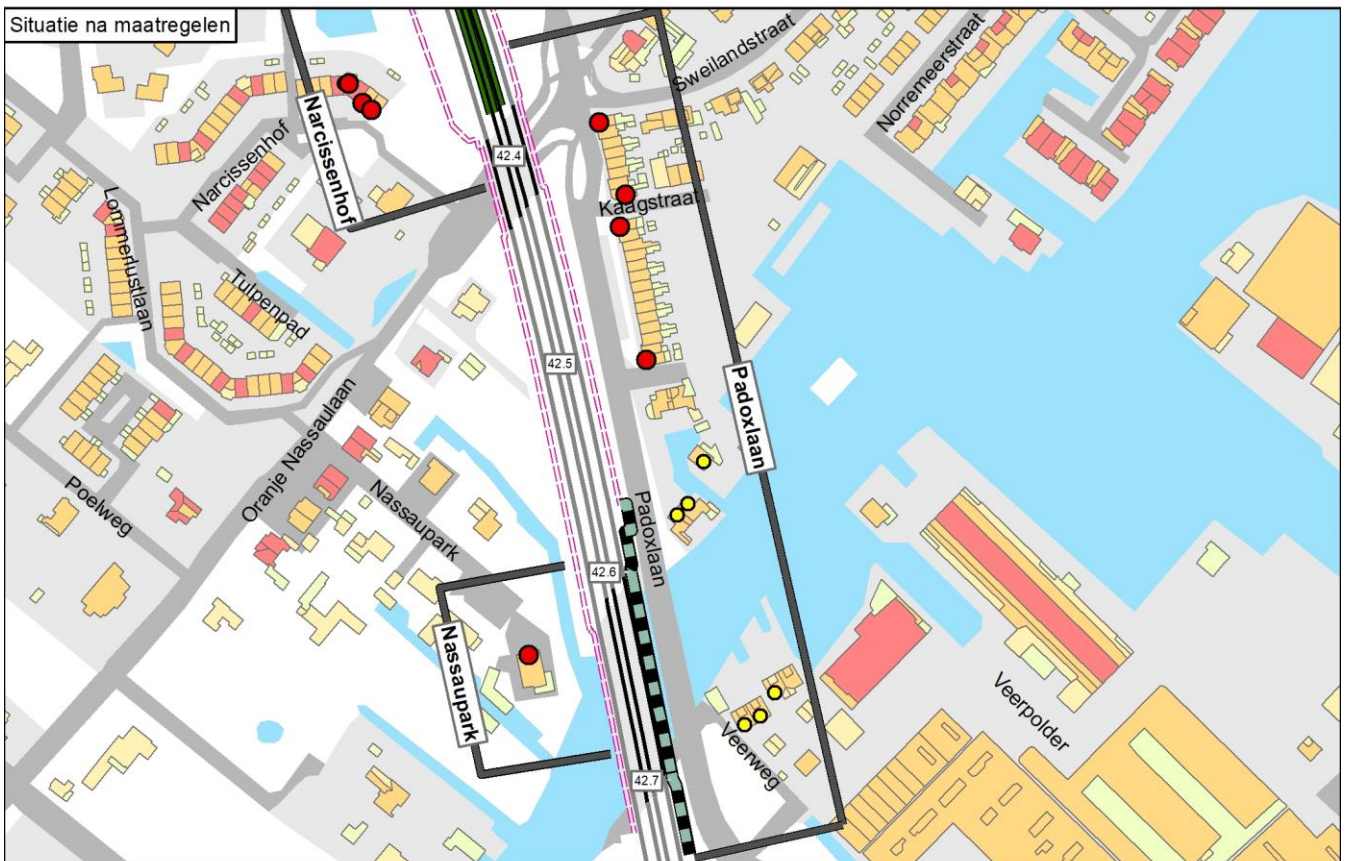 Situatie na maatregelen
Sweilandstraat
Norremeerstraat
Narcissenhof
42.4
Narcissenhof
Kaagstraat
Lommerlustlaan
Tulpenpad
42.5
Padoxlaan
Oranje Nassaulaan
Poelweg
Nassaupark
Padoxlaan
42.6
Nassaupark
Veerpolder
Veerweg
42.7